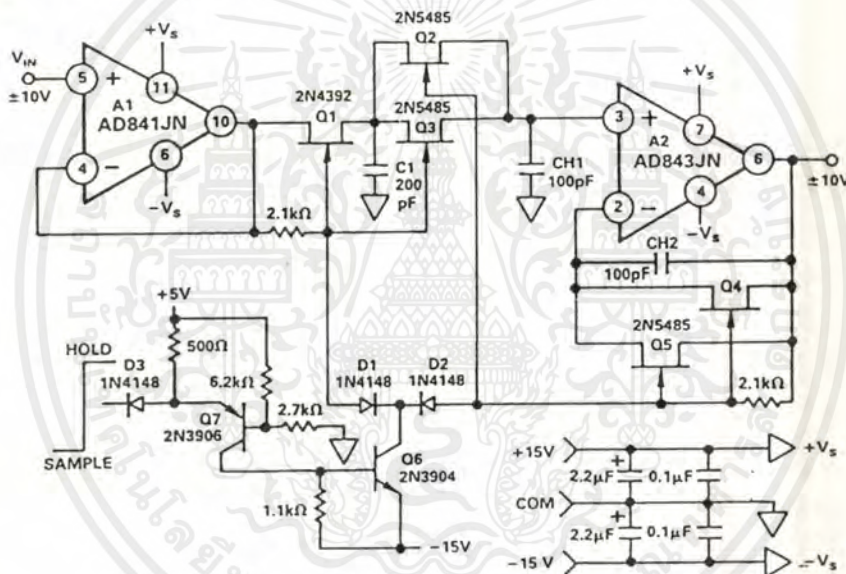 2N5485
Q2
+Vs
VIN
±10V
5
+
11
A1
AD841JN
10
4
−
6
−Vs
2N4392
Q1
2N5485
Q3
C1
200
pF
CH1
100pF
+Vs
3
+
7
A2
AD843JN
6
±10V
2
−
4
−Vs
CH2
100pF
Q4
2N5485
Q5
2.1kΩ
2.1kΩ
+5V
HOLD
D3
1N4148
500Ω
6.2kΩ
D1
1N4148
D2
1N4148
Q7
2N3906
2.7kΩ
SAMPLE
Q6
2N3904
1.1kΩ
−15V
+15V
+
2.2μF
0.1μF
+Vs
COM
+
2.2μF
0.1μF
−15 V
−Vs